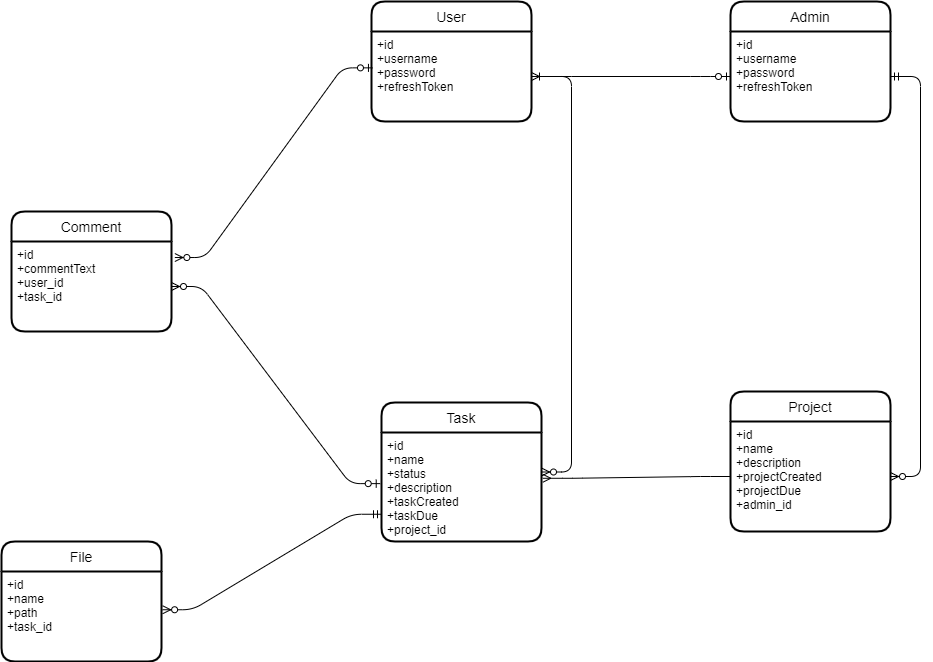 User
+id
+username
+password
+refreshToken
Admin
+id
+username
+password
+refreshToken
Comment
+id
+commentText
+user_id
+task_id
Task
+id
+name
+status
+description
+taskCreated
+taskDue
+project_id
Project
+id
+name
+description
+projectCreated
+projectDue
+admin_id
File
+id
+name
+path
+task_id